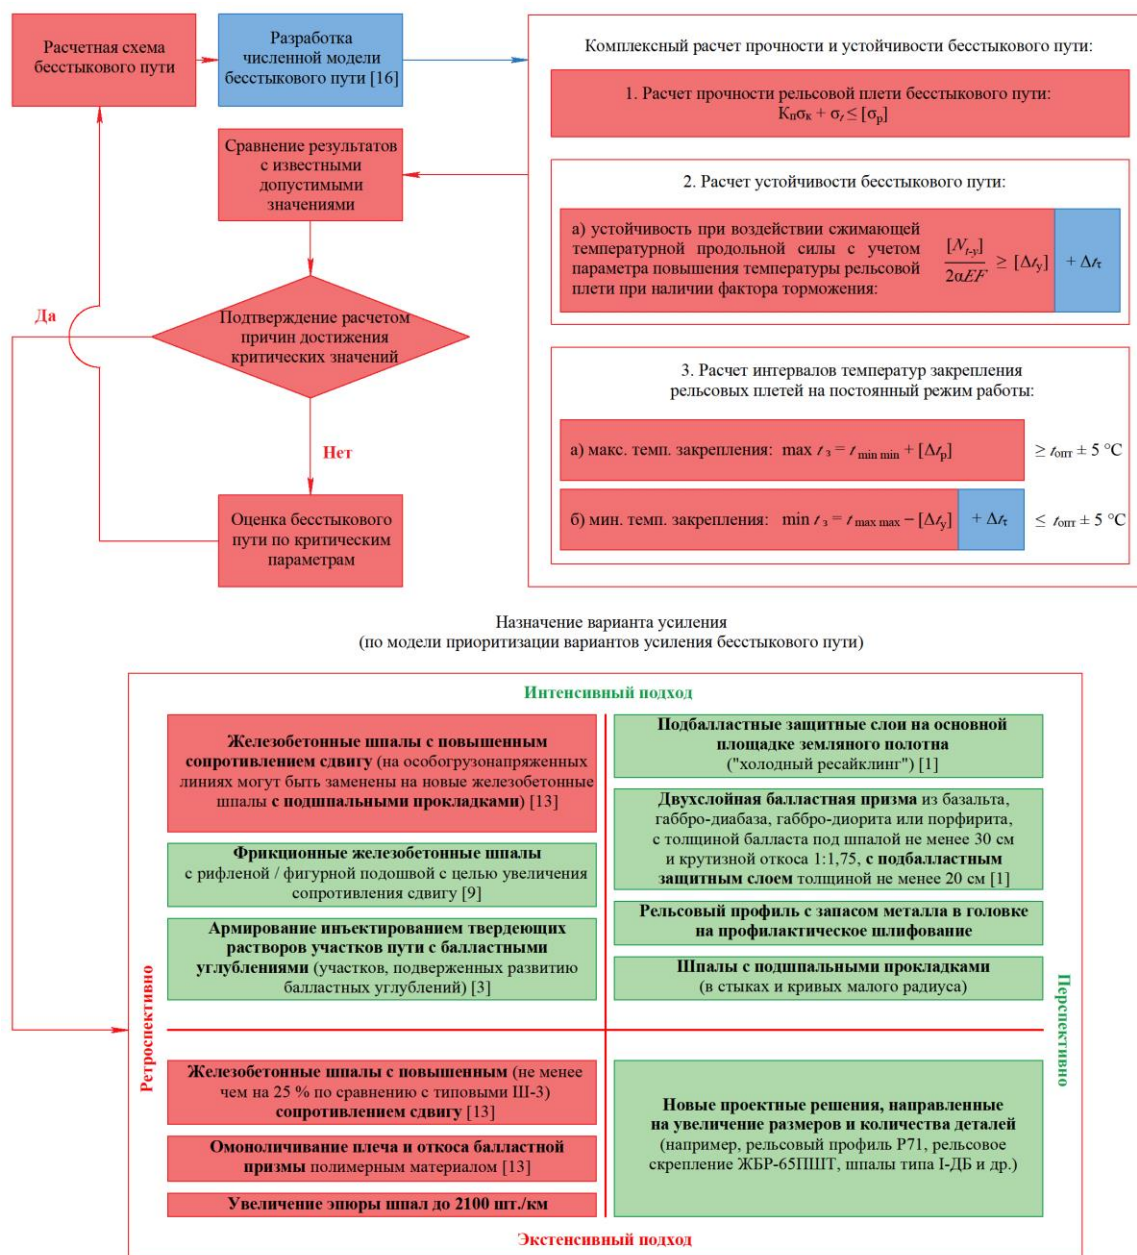 Расчетная схема
бесстыкового пути
Разработка
численной модели
бесстыкового пути [16]
Комплексный расчет прочности и устойчивости бесстыкового пути:
1. Расчет прочности рельсовой плети бесстыкового пути:
Kпσк + σt ≤ [σp]
Сравнение результатов
с известными
допустимыми
значениями
2. Расчет устойчивости бесстыкового пути:
а) устойчивость при воздействии сжимающей
температурной продольной силы с учетом
параметра повышения температуры рельсовой
плети при наличии фактора торможения:
[Nt-y]
2αEF
≥ [Δty]
+ Δtτ
Да
Подтверждение расчетом
причин достижения
критических значений
3. Расчет интервалов температур закрепления
рельсовых плетей на постоянный режим работы:
а) макс. темп. закрепления: max t з = t min min + [Δtp]
≥ tопт ± 5 °C
Нет
б) мин. темп. закрепления: min t з = t max max – [Δty]
+ Δtτ
≤ tопт ± 5 °C
Оценка бесстыкового
пути по критическим
параметрам
Назначение варианта усиления
(по модели приоритизации вариантов усиления бесстыкового пути)
Интенсивный подход
Ретроспективно
Железобетонные шпалы с повышенным
сопротивлением сдвигу (на особогрузонапряженных
линиях могут быть заменены на новые железобетонные
шпалы с подшпальными прокладками) [13]
Фрикционные железобетонные шпалы
с рифленой / фигурной подошвой с целью увеличения
сопротивления сдвигу [9]
Армирование инъектированием твердеющих
растворов участков пути с балластными
углублениями (участков, подверженных развитию
балластных углублений) [3]
Подбалластные защитные слои на основной
площадке земляного полотна
("холодный ресайклинг") [1]
Двухслойная балластная призма из базальта,
габбро-диабаза, габбро-диорита или порфирита,
с толщиной балласта под шпалой не менее 30 см
и крутизной откоса 1:1,75, с подбалластным
защитным слоем толщиной не менее 20 см [1]
Рельсовый профиль с запасом металла в головке
на профилактическое шлифование
Шпалы с подшпальными прокладками
(в стыках и кривых малого радиуса)
Перспективно
Железобетонные шпалы с повышенным (не менее
чем на 25 % по сравнению с типовыми Ш-3)
сопротивлением сдвигу [13]
Омоноличивание плеча и откоса балластной
призмы полимерным материалом [13]
Увеличение эпюры шпал до 2100 шт./км
Новые проектные решения, направленные
на увеличение размеров и количества деталей
(например, рельсовый профиль Р71, рельсовое
скрепление ЖБР-65ПШТ, шпалы типа I-ДБ и др.)
Экстенсивный подход